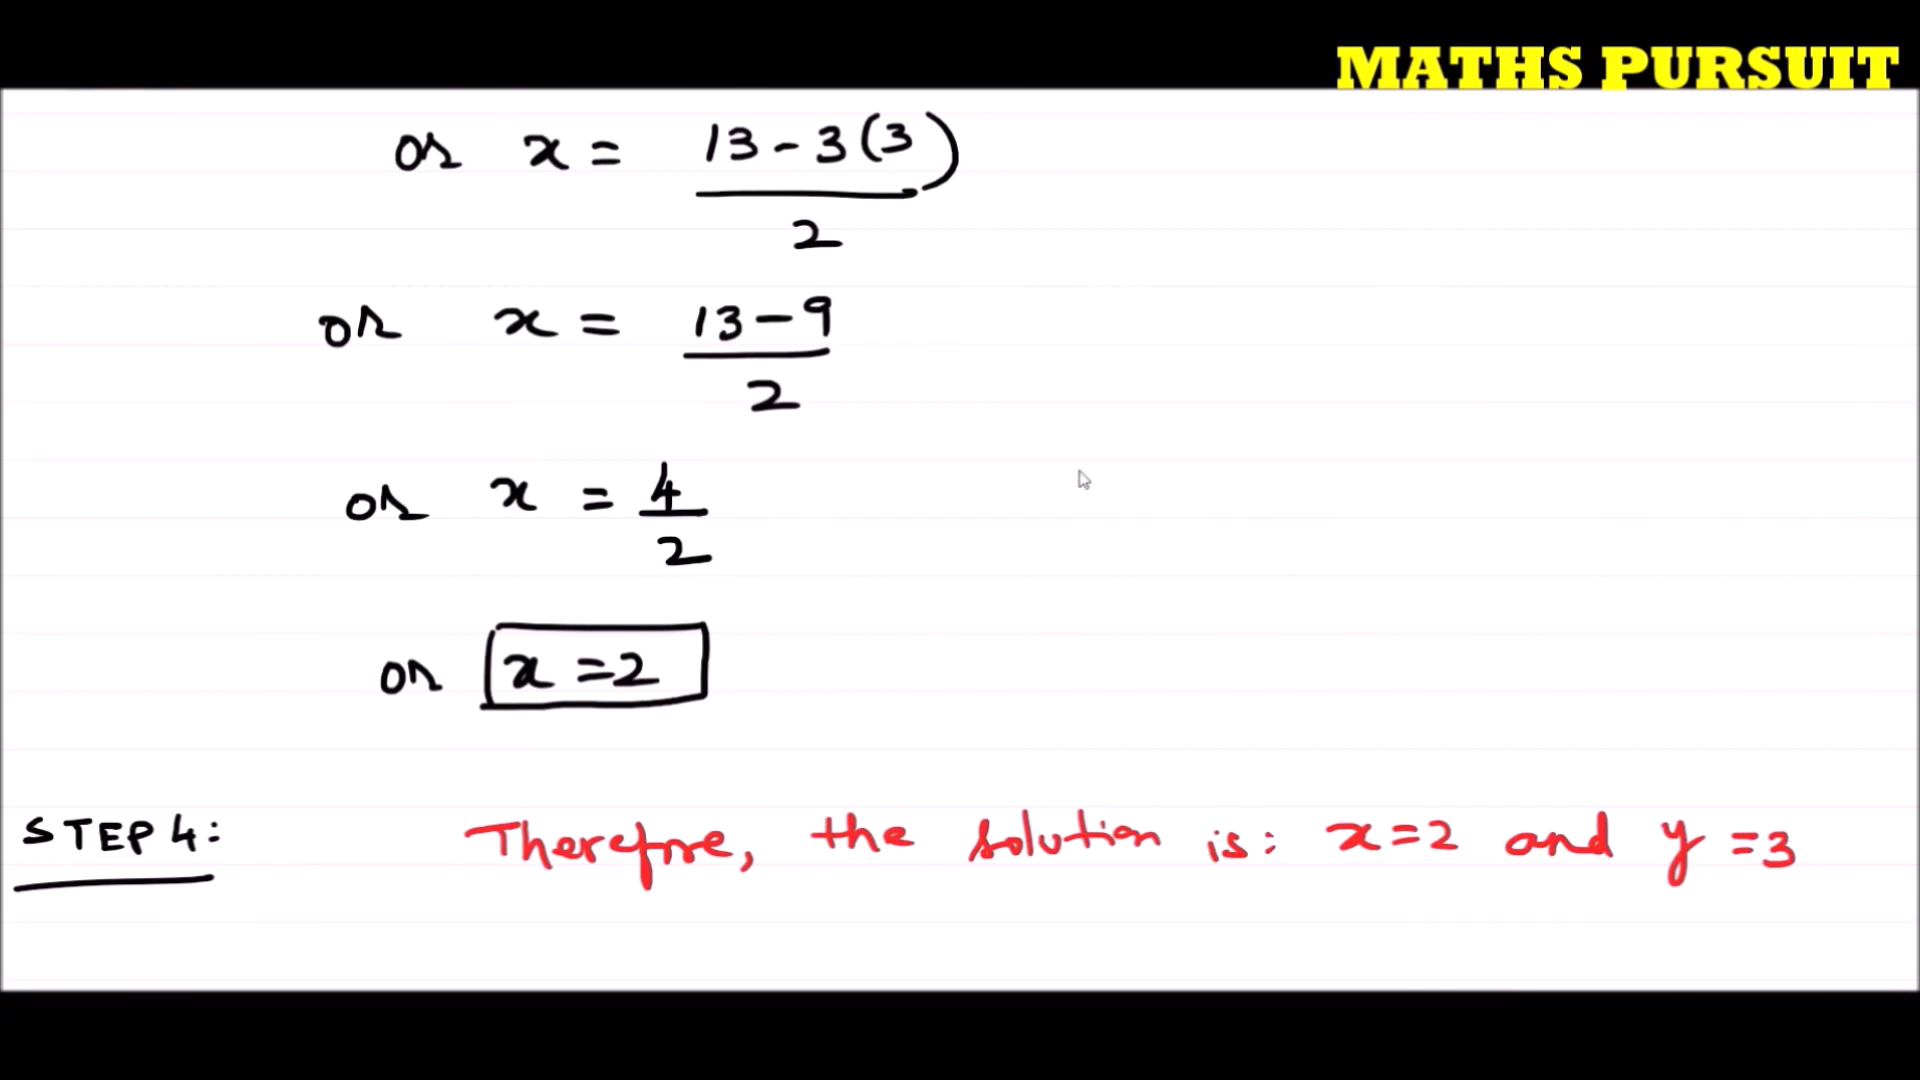 MATHS PURSUIT
or x = 13 - 3(3) / 2
or x = 13 - 9 / 2
or x = 4 / 2
or x = 2
STEP 4: Therefore, the solution is: x = 2 and y = 3